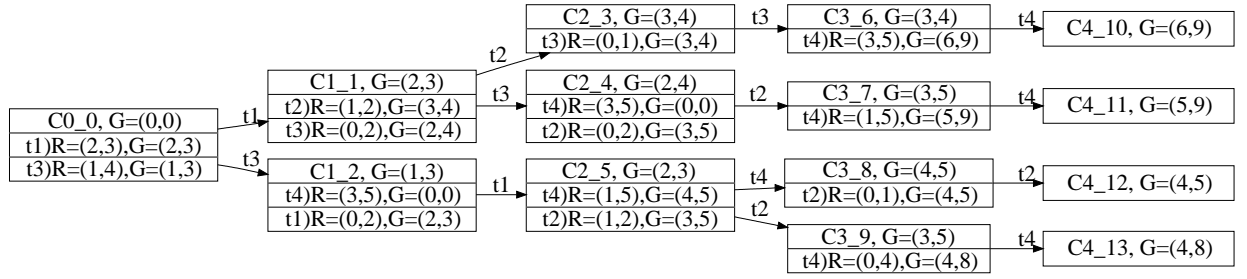 C0_0, G=(0,0)
t1)R=(2,3),G=(2,3)
t3)R=(1,4),G=(1,3)
t1
t3
C1_1, G=(2,3)
t2)R=(1,2),G=(3,4)
t3)R=(0,2),G=(2,4)
t2
t3
C1_2, G=(1,3)
t4)R=(3,5),G=(0,0)
t1)R=(0,2),G=(2,3)
t1
C2_3, G=(3,4)
t3)R=(0,1),G=(3,4)
t3
C2_4, G=(2,4)
t4)R=(3,5),G=(0,0)
t2)R=(0,2),G=(3,5)
t2
C2_5, G=(2,3)
t4)R=(1,5),G=(4,5)
t2)R=(1,2),G=(3,5)
t4
t2
C3_6, G=(3,4)
t4)R=(3,5),G=(6,9)
t4
C3_7, G=(3,5)
t4)R=(1,5),G=(5,9)
t4
C3_8, G=(4,5)
t2)R=(0,1),G=(4,5)
t2
C3_9, G=(3,5)
t4)R=(0,4),G=(4,8)
t4
C4_10, G=(6,9)
C4_11, G=(5,9)
C4_12, G=(4,5)
C4_13, G=(4,8)